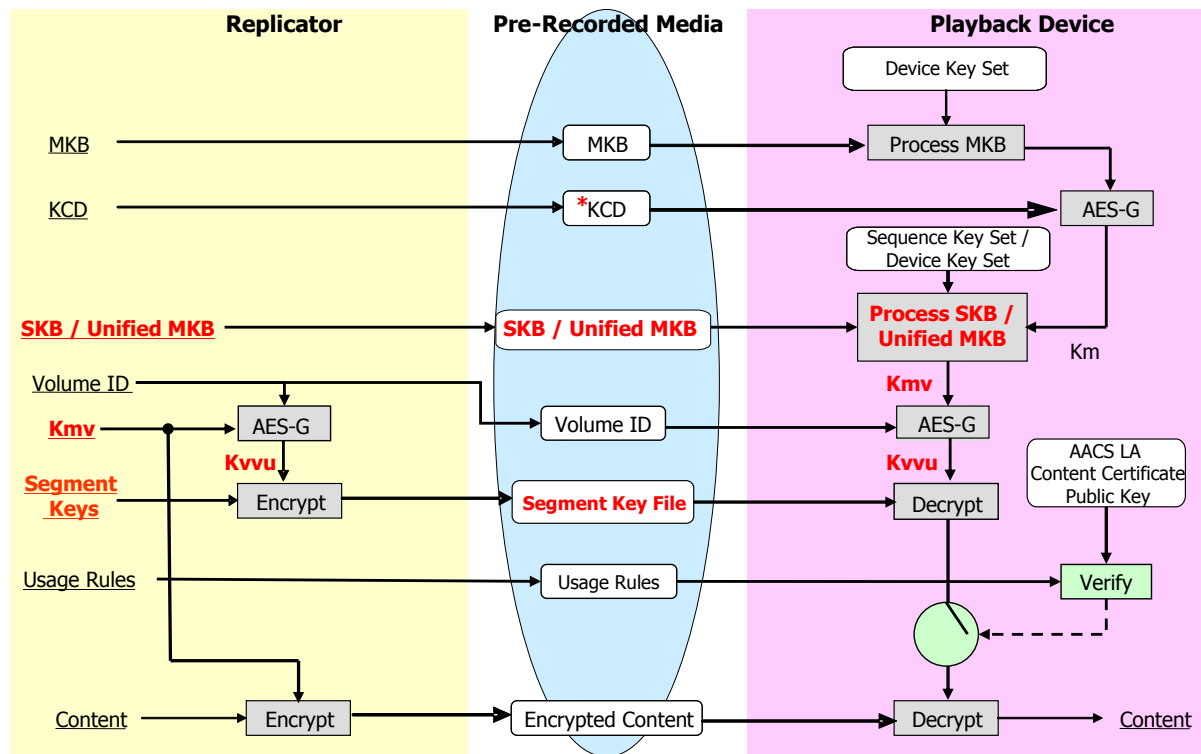 Replicator
Pre-Recorded Media
Playback Device
Device Key Set
MKB
MKB
Process MKB
KCD
*KCD
AES-G
Sequence Key Set /
Device Key Set
SKB / Unified MKB
SKB / Unified MKB
Process SKB /
Unified MKB
Km
Volume ID
Kmv
Kmv
AES-G
Volume ID
AES-G
Kvvu
Kvvu
AACS LA
Content Certificate
Public Key
Segment
Keys
Encrypt
Segment Key File
Decrypt
Usage Rules
Usage Rules
Verify
Content
Encrypt
Encrypted Content
Decrypt
Content